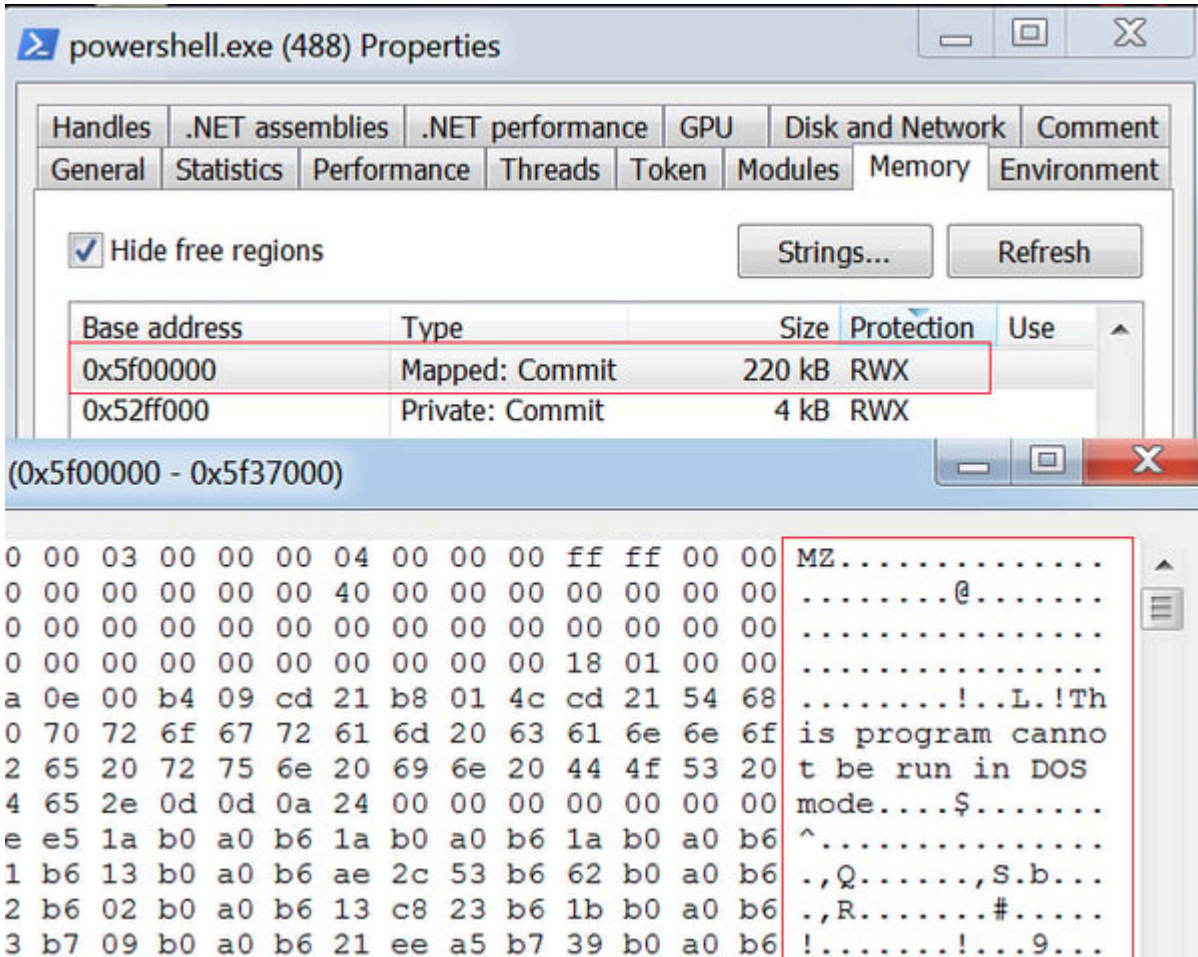 powershell.exe (488) Properties
Handles .NET assemblies .NET performance GPU Disk and Network Comment
General Statistics Performance Threads Token Modules Memory Environment
Hide free regions Strings... Refresh
Base address Type Size Protection Use
0x5f00000 Mapped: Commit 220 kB RWX
0x52ff000 Private: Commit 4 kB RWX
(0x5f00000 - 0x5f37000)
0 00 03 00 00 00 04 00 00 00 ff ff 00 00 MZ..............
0 00 00 00 00 00 40 00 00 00 00 00 00 00 ........@.......
0 00 00 00 00 00 00 00 00 00 00 00 00 00 ................
0 00 00 00 00 00 00 00 00 00 18 01 00 00 ................
a 0e 00 b4 09 cd 21 b8 01 4c cd 21 54 68 ........!..L.!Th
0 70 72 6f 67 72 61 6d 20 63 61 6e 6e 6f is program canno
2 65 20 72 75 6e 20 69 6e 20 44 4f 53 20 t be run in DOS
4 65 2e 0d 0d 0a 24 00 00 00 00 00 00 00 mode....$.......
e e5 1a b0 a0 b6 1a b0 a0 b6 1a b0 a0 b6 ^...............
1 b6 13 b0 a0 b6 ae 2c 53 b6 62 b0 a0 b6 .,Q......,S.b...
2 b6 02 b0 a0 b6 13 c8 23 b6 1b b0 a0 b6 .,R.......#.....
3 b7 09 b0 a0 b6 21 ee a5 b7 39 b0 a0 b6 !.......!...9...